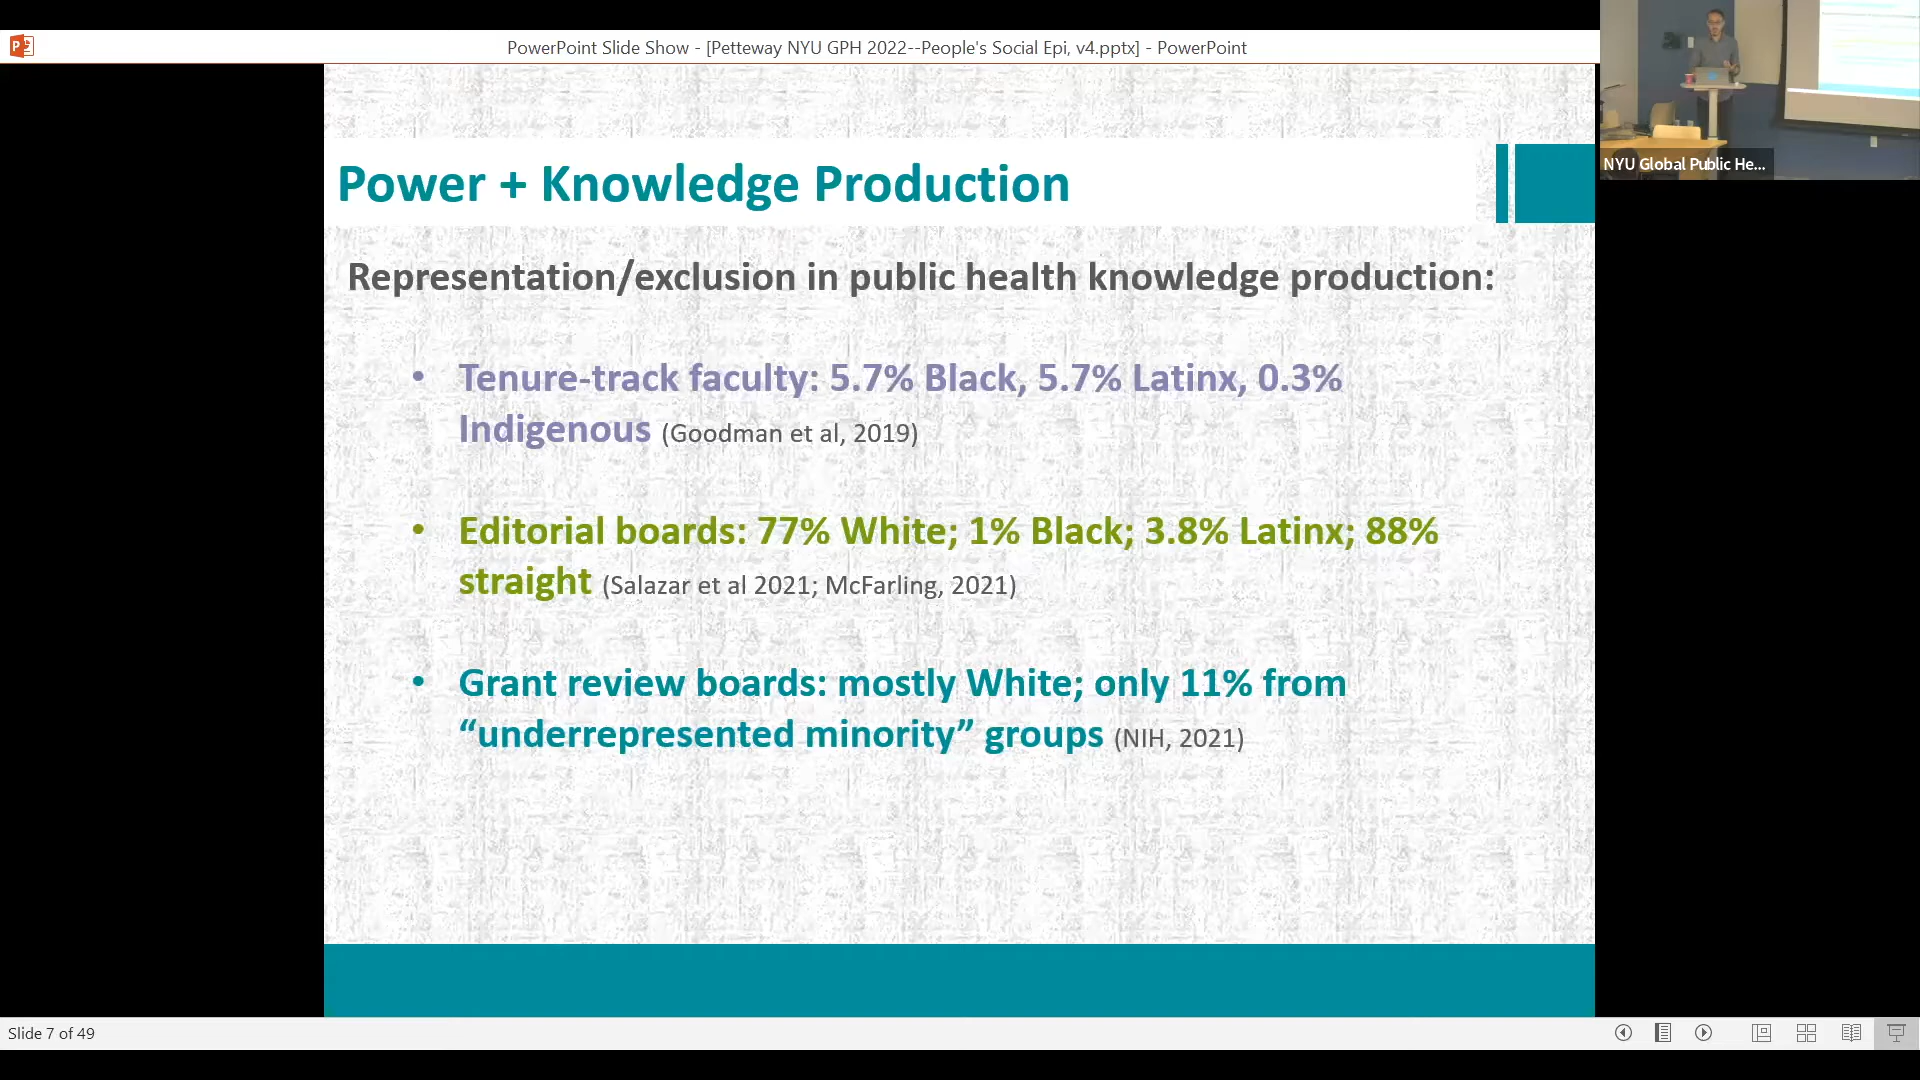 PowerPoint Slide Show - [Petteway NYU GPH 2022--People's Social Epi, v4.pptx] - PowerPoint
NYU Global Public He...
Power + Knowledge Production
Representation/exclusion in public health knowledge production:
• Tenure-track faculty: 5.7% Black, 5.7% Latinx, 0.3%
Indigenous (Goodman et al, 2019)
• Editorial boards: 77% White; 1% Black; 3.8% Latinx; 88%
straight (Salazar et al 2021; McFarling, 2021)
• Grant review boards: mostly White; only 11% from
“underrepresented minority” groups (NIH, 2021)
Slide 7 of 49